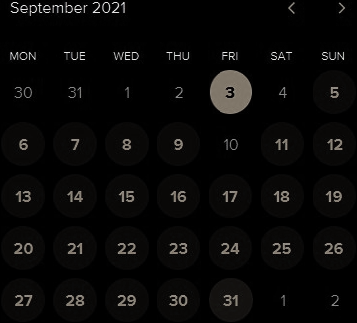 September 2021
MON TUE WED THU FRI SAT SUN
30 31 1 2 3 4 5
6 7 8 9 10 11 12
13 14 15 16 17 18 19
20 21 22 23 24 25 26
27 28 29 30 31 1 2